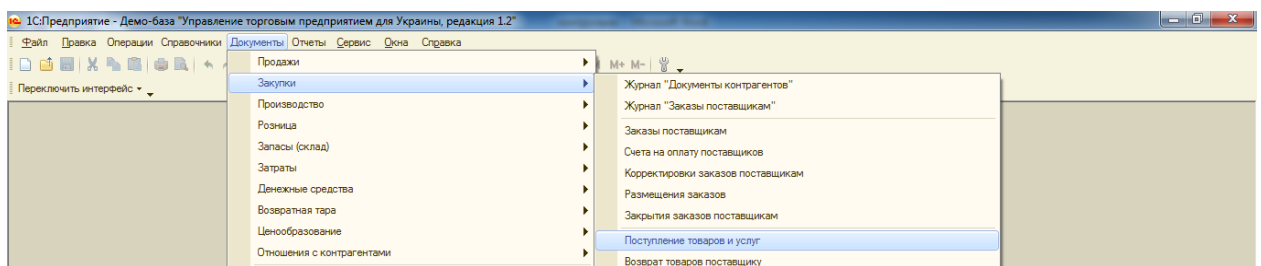 1С:Предприятие - Демо-база "Управление торговым предприятием для Украины, редакция 1.2"
Файл Правка Операции Справочники Документы Отчеты Сервис Окна Справка
M+ M-
Переключить интерфейс
Продажи
Закупки
Производство
Розница
Запасы (склад)
Затраты
Денежные средства
Возвратная тара
Ценообразование
Отношения с контрагентами
Журнал "Документы контрагентов"
Журнал "Заказы поставщикам"
Заказы поставщикам
Счета на оплату поставщиков
Корректировки заказов поставщикам
Размещения заказов
Закрытия заказов поставщикам
Поступление товаров и услуг
Возврат товаров поставщику